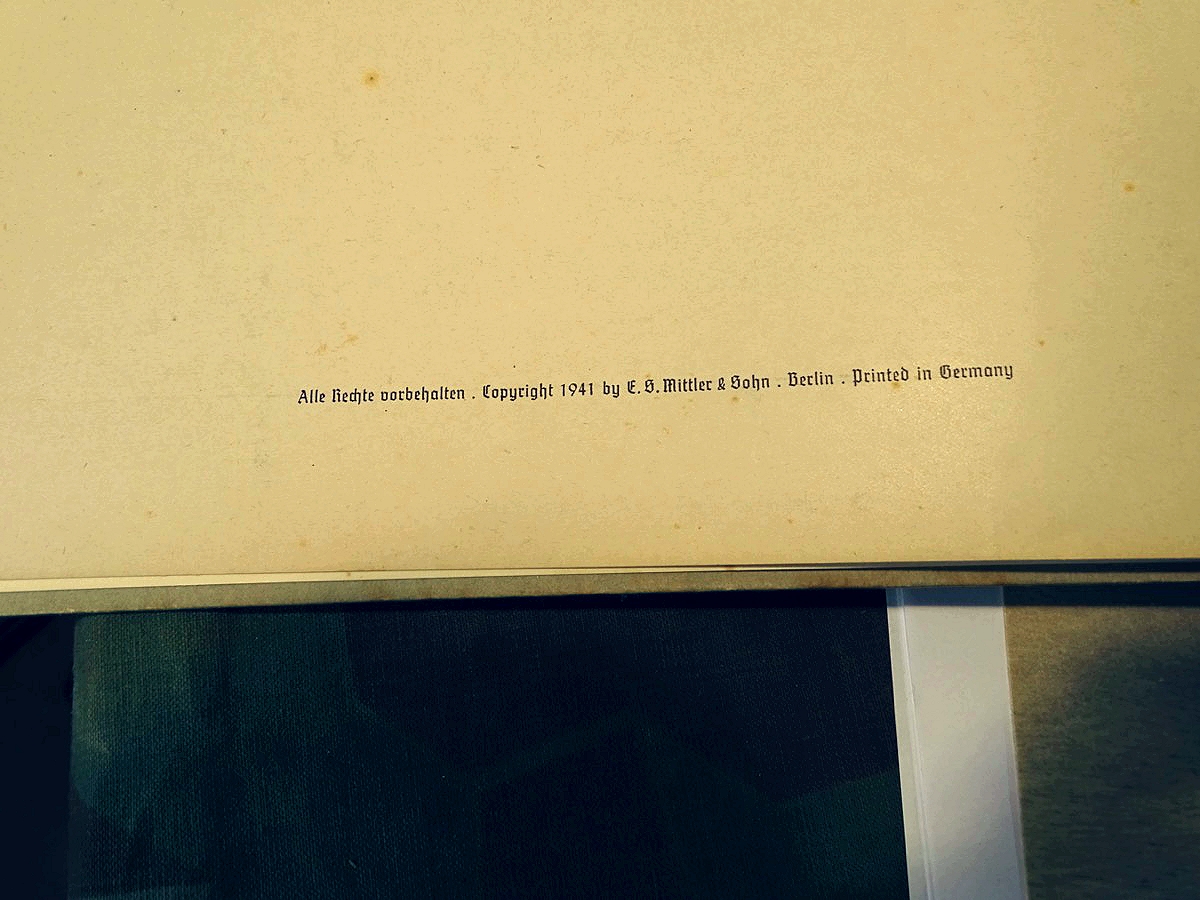 Alle Rechte vorbehalten . Copyright 1941 by E. S. Mittler & Sohn . Berlin . Printed in Germany